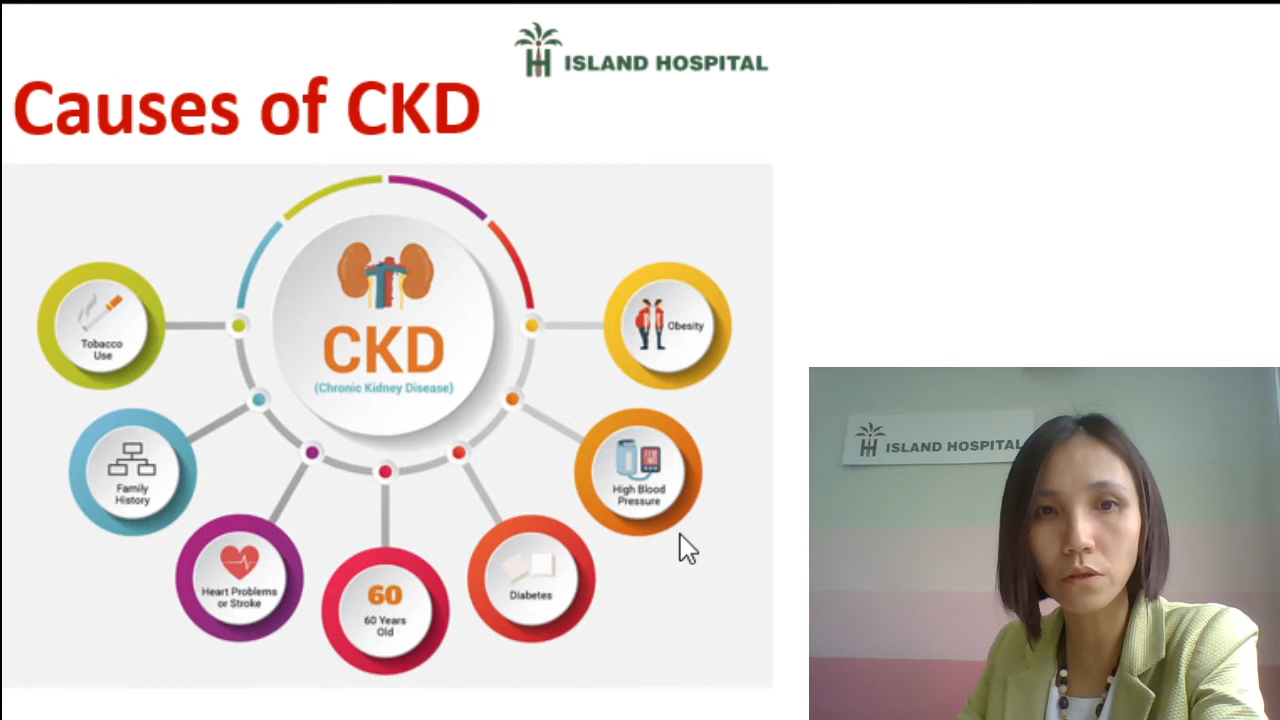 ISLAND HOSPITAL
Causes of CKD
CKD
(Chronic Kidney Disease)
Tobacco
Use
Obesity
Family
History
High Blood
Pressure
Heart Problems
or Stroke
60
60 Years
Old
Diabetes
ISLAND HOSPITAL